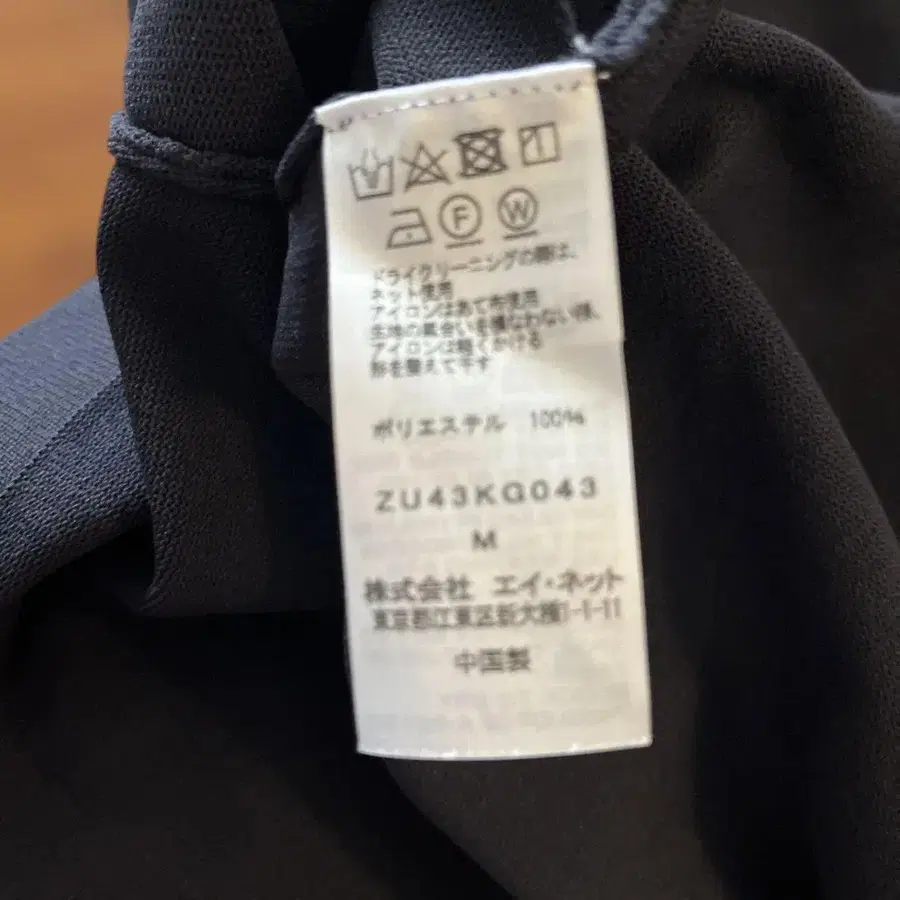 F W
ドライクリーニングの際は、
ネット使用
アイロンはあて布使用
生地の風合いを損なわない様、
アイロンは軽くかける
形を整えて干す
ポリエステル 100%
ZU43KG043
M
株式会社 エイ・ネット
東京都江東区新大橋1-1-11
中国製